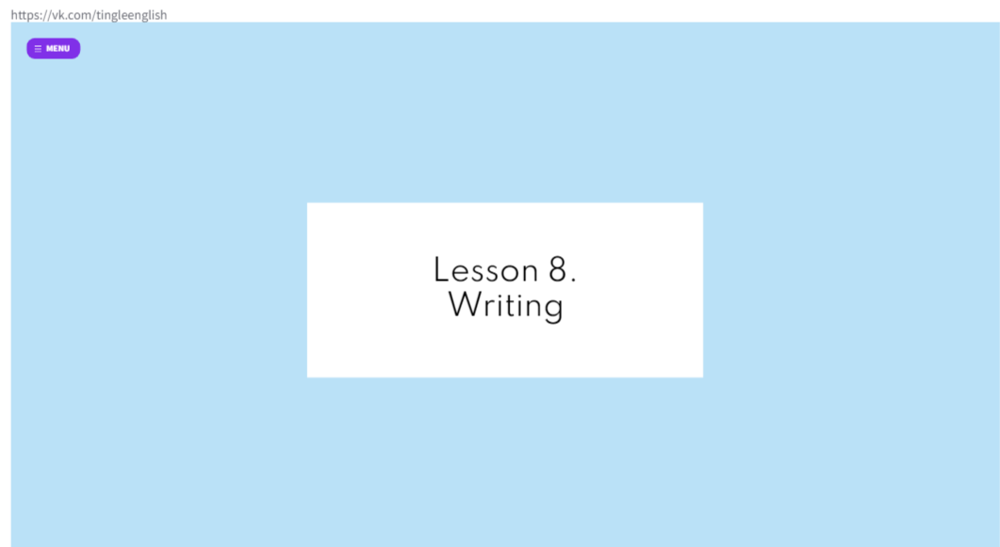 https://vk.com/tingleenglish
☰ MENU
Lesson 8.
Writing